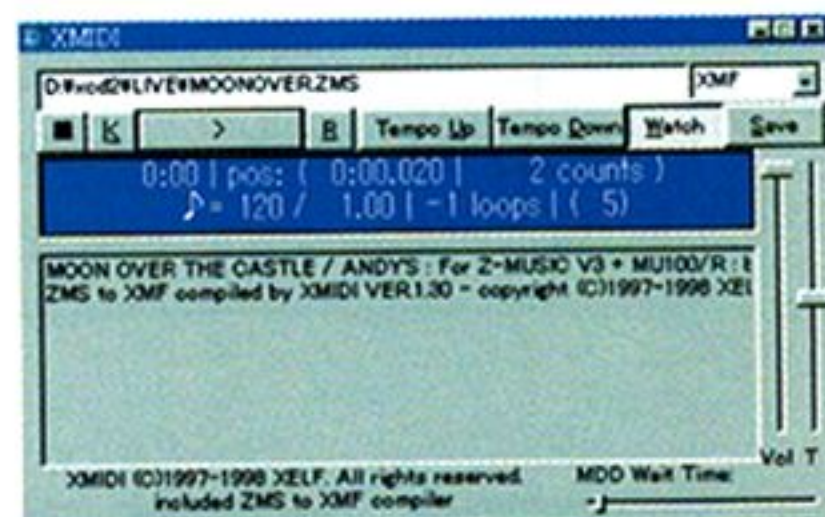 XMIDI
D:¥xcd2¥LIVE¥MOONOVER.ZMS XMF
K > R Tempo Up Tempo Down Watch Save
0:00 | pos: ( 0:00.020 | 2 counts )
♪= 120 / 1.00 | -1 loops | ( 5)
MOON OVER THE CASTLE / ANDY'S : For Z-MUSIC V3 + MU100/R :
ZMS to XMF compiled by XMIDI VER.1.30 - copyright (C)1997-1998 XEL
Vol T
XMIDI (C)1997-1998 XELF. All rights reserved.
included ZMS to XMF compiler
MDD Wait Time: